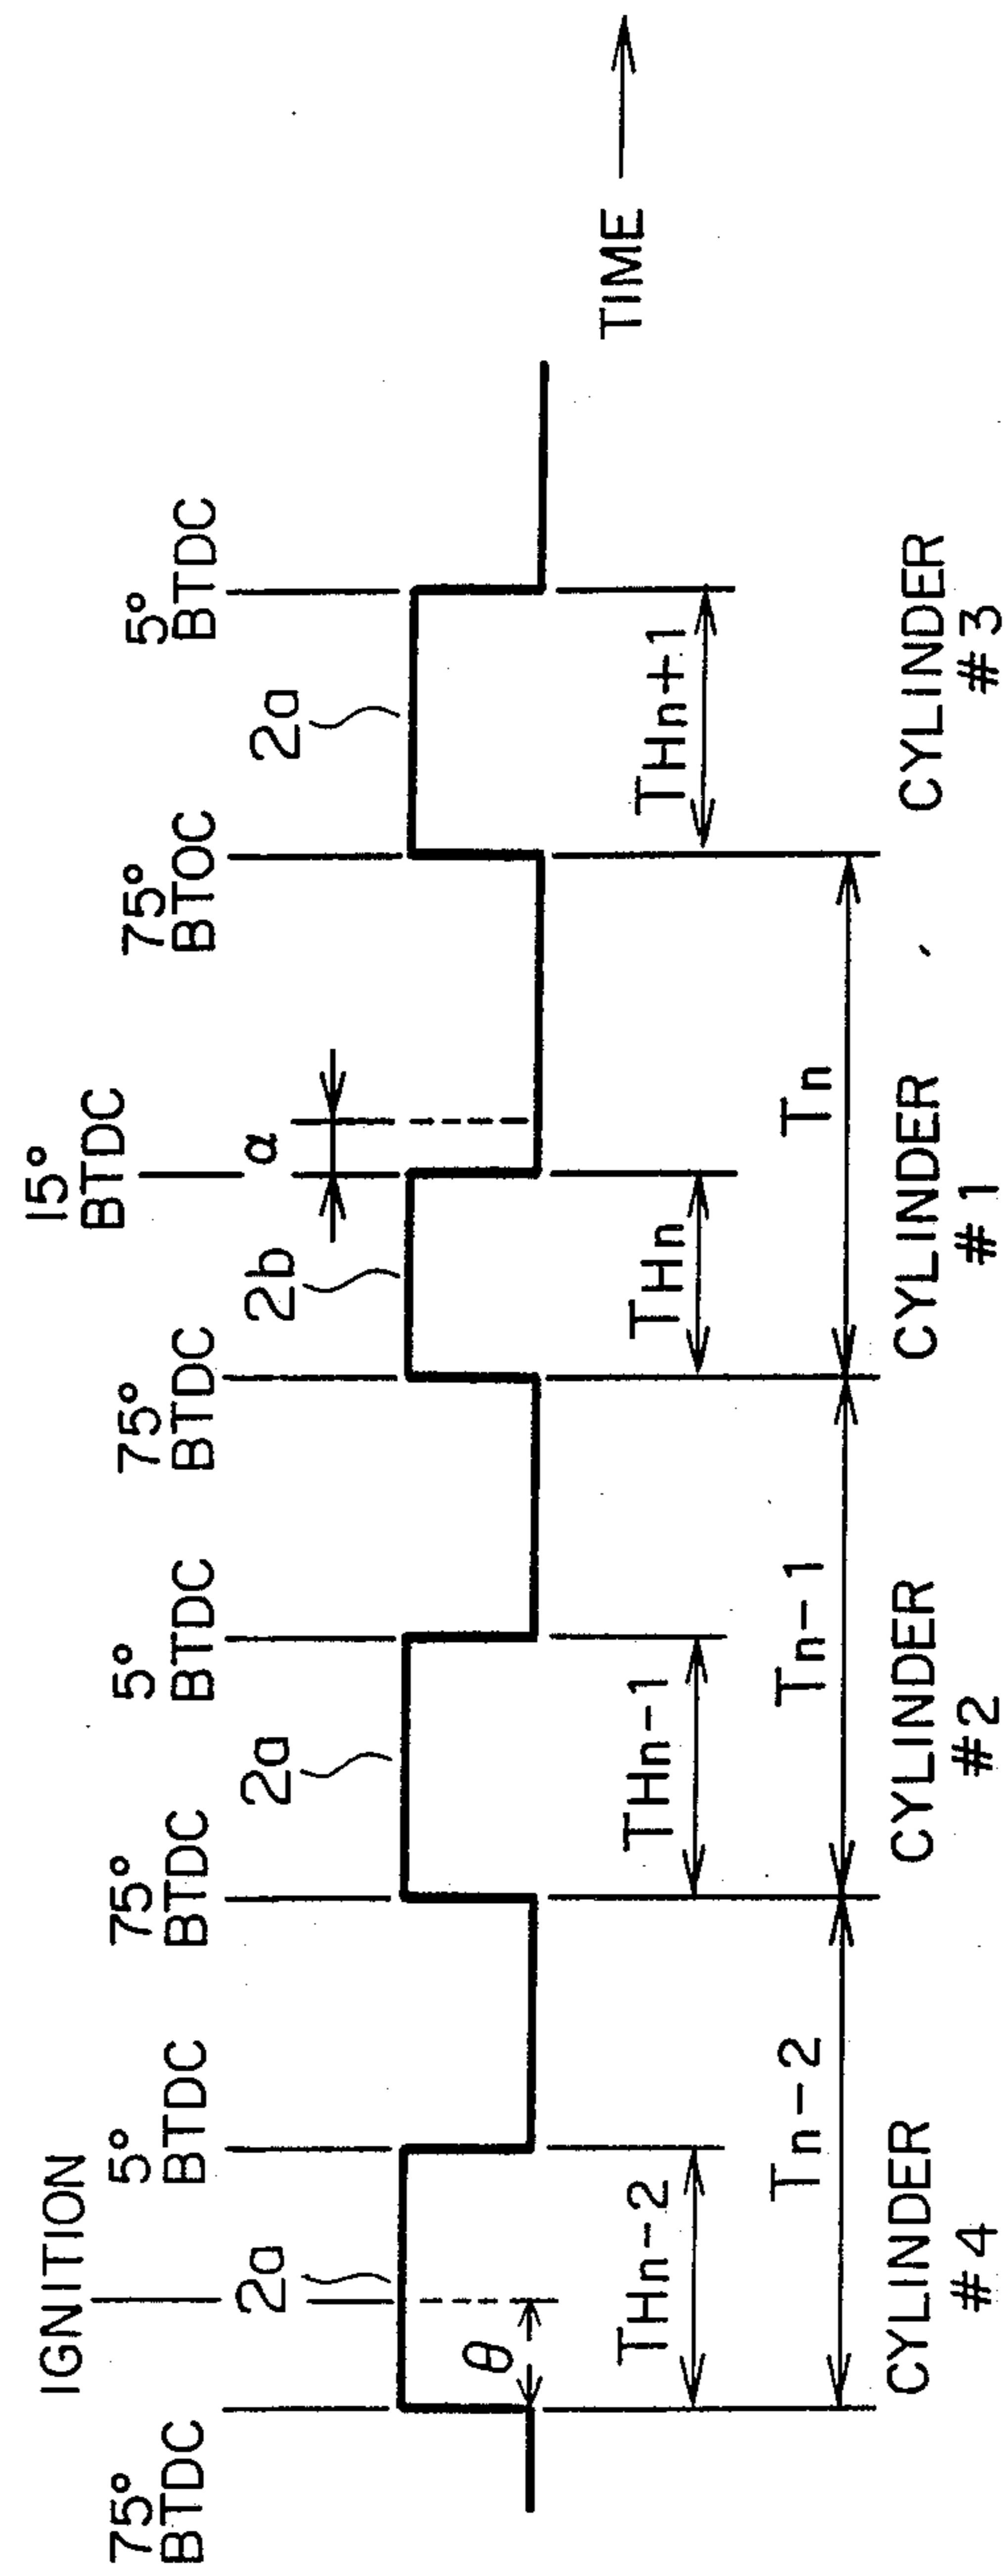 IGNITION
15°
BTDC
75°
BTDC
5°
BTDC
75°
BTDC
5°
BTDC
75°
BTDC
α
75°
BTOC
5°
BTDC
2a
2a
2b
2a
θ
TIME
THn-2
THn-1
THn
THn+1
Tn-2
Tn-1
Tn
CYLINDER
#4
CYLINDER
#2
CYLINDER
#1
CYLINDER
#3